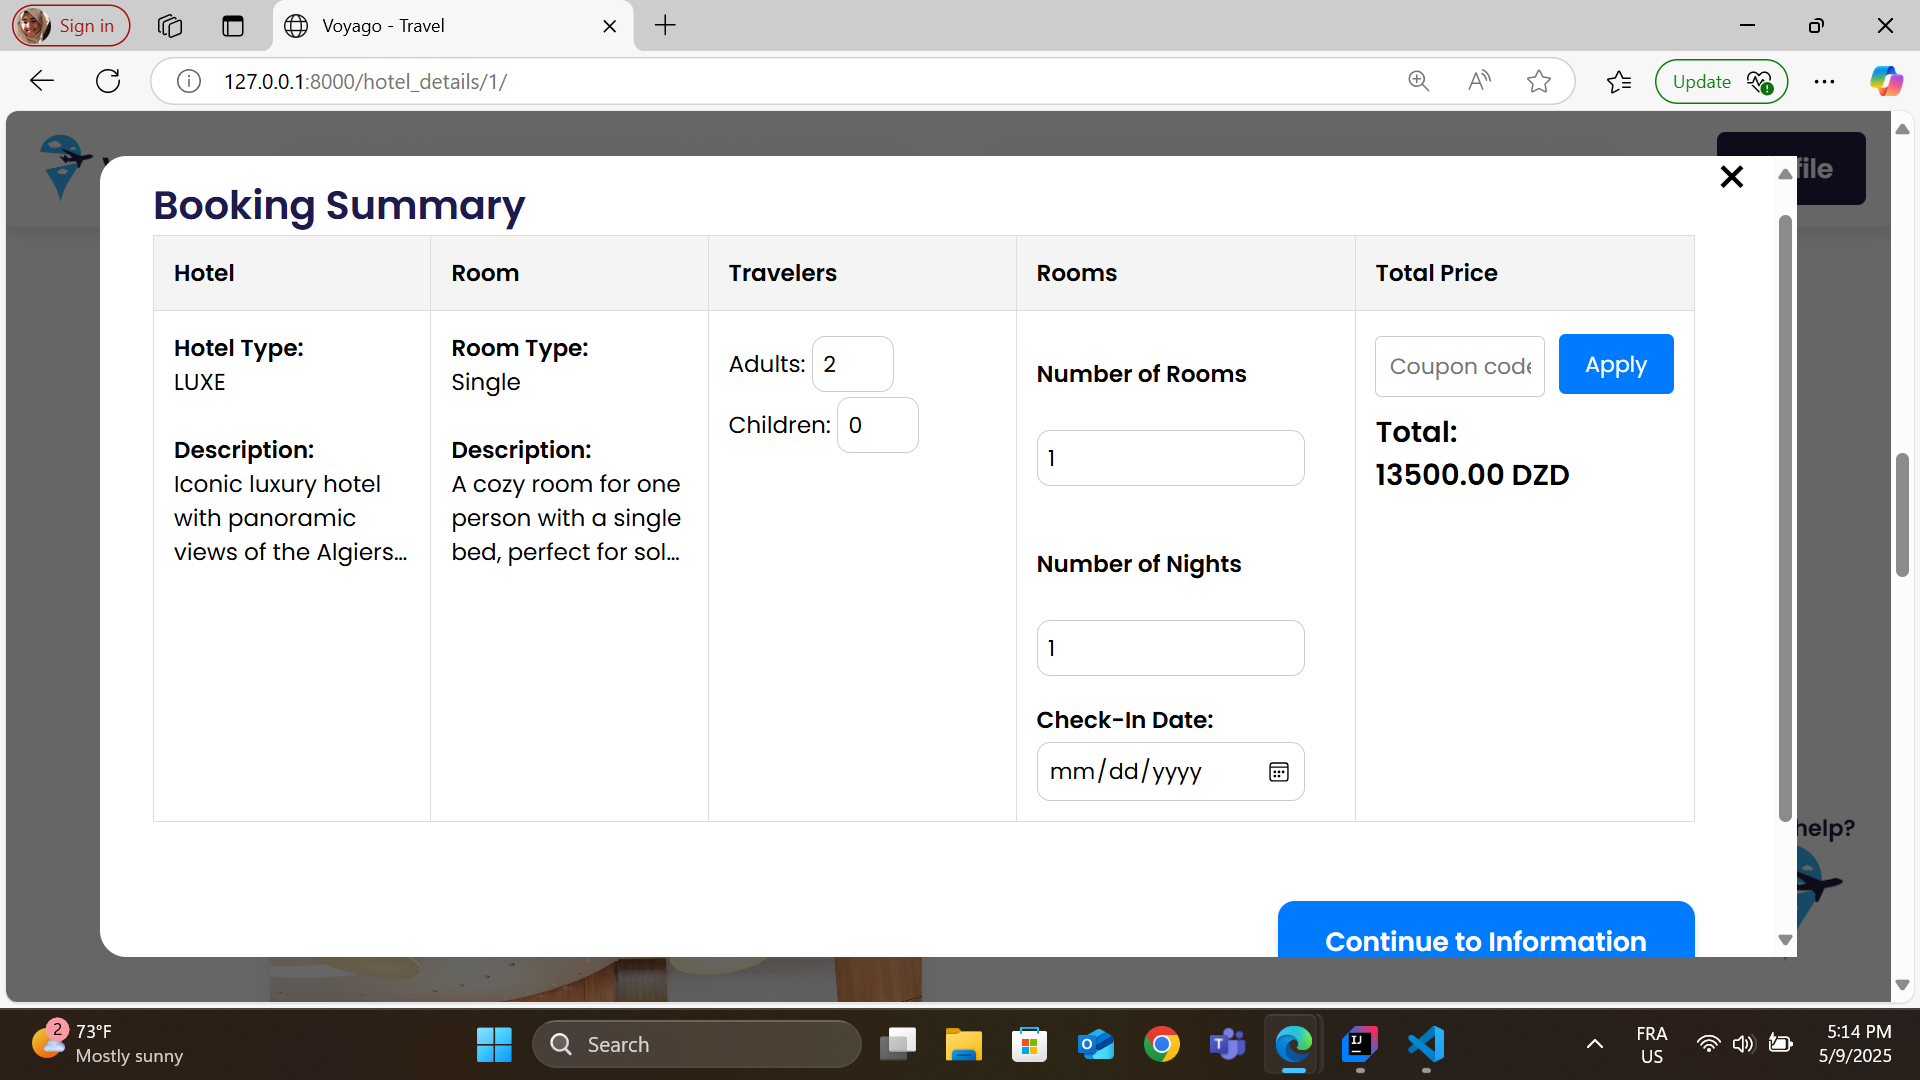 Sign in
Voyago - Travel
127.0.0.1:8000/hotel_details/1/
Update
file
Booking Summary
Hotel
Room
Travelers
Rooms
Total Price
Hotel Type:
LUXE
Description:
Iconic luxury hotel
with panoramic
views of the Algiers...
Room Type:
Single
Description:
A cozy room for one
person with a single
bed, perfect for sol...
Adults: 2
Children: 0
Number of Rooms
1
Number of Nights
1
Check-In Date:
mm/dd/yyyy
Coupon code
Apply
Total:
13500.00 DZD
help?
Continue to Information
2
73°F
Mostly sunny
Search
FRA
US
5:14 PM
5/9/2025